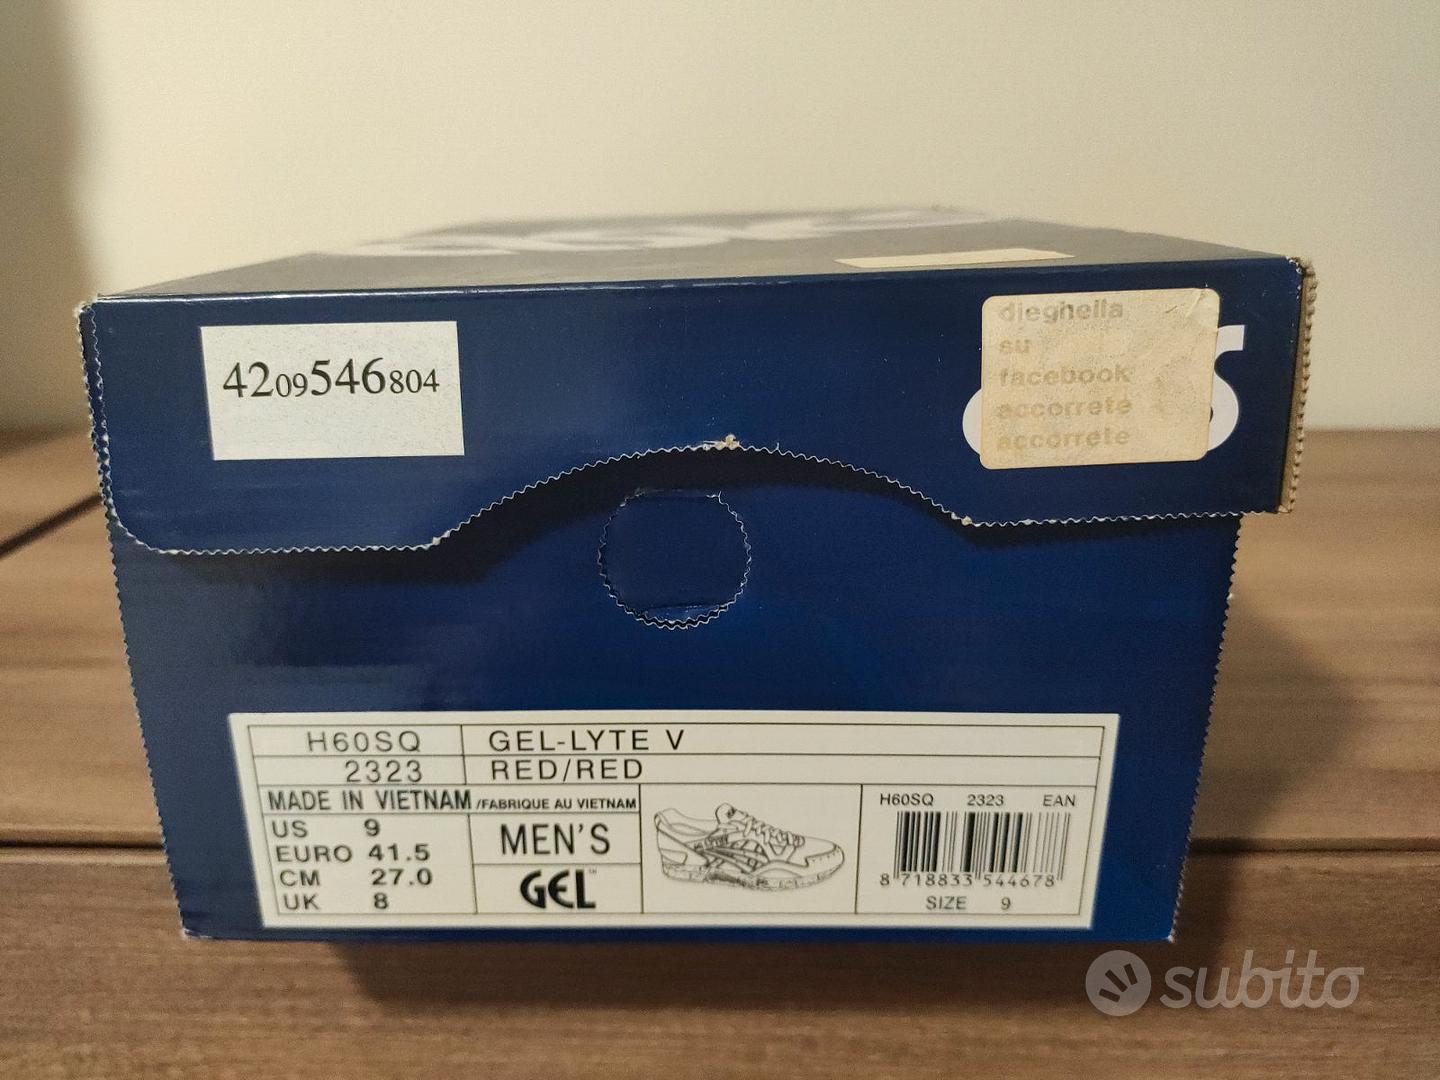 4209546804
dieghella
su
facebook
accorrete
accorrete
H60SQ GEL-LYTE V
2323 RED/RED
MADE IN VIETNAM /FABRIQUE AU VIETNAM
US 9
EURO 41.5
CM 27.0
UK 8
MEN'S
GEL™
H60SQ 2323 EAN
8 718833 544678
SIZE 9
subito